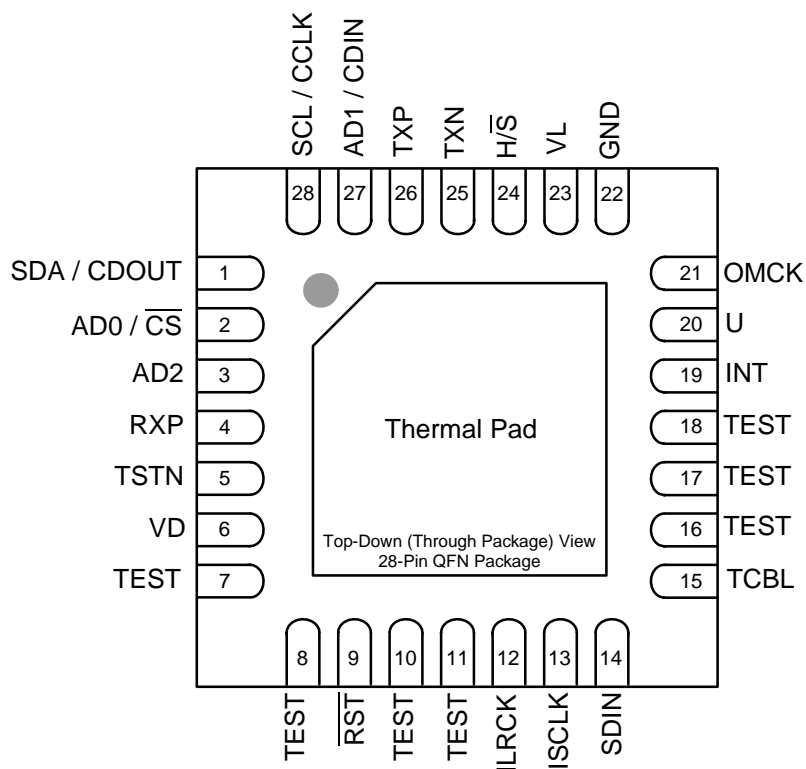 SCL / CCLK
AD1 / CDIN
TXP
TXN
H/S̅
VL
GND
28
27
26
25
24
23
22
SDA / CDOUT 1
AD0 / C̅S̅ 2
AD2 3
RXP 4
TSTN 5
VD 6
TEST 7
21 OMCK
20 U
19 INT
18 TEST
17 TEST
16 TEST
15 TCBL
Thermal Pad
Top-Down (Through Package) View
28-Pin QFN Package
8
9
10
11
12
13
14
TEST
R̅S̅T̅
TEST
TEST
ILRCK
ISCLK
SDIN